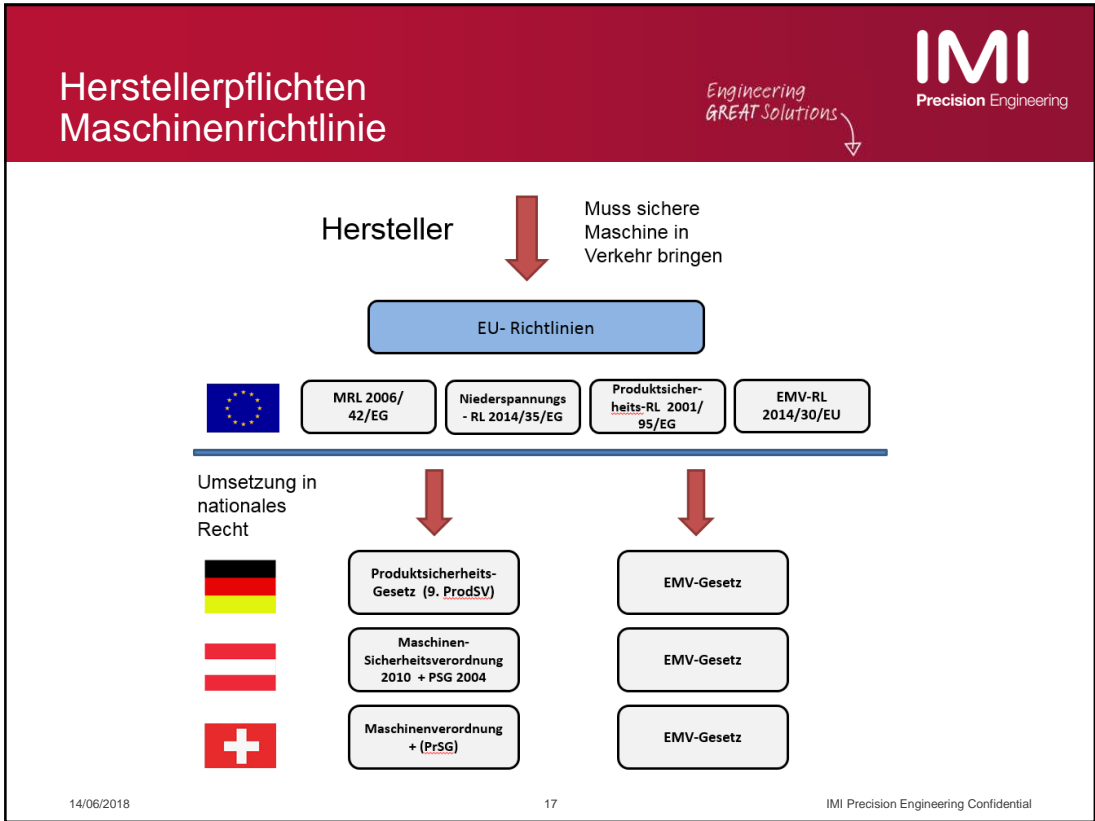 Herstellerpflichten
Maschinenrichtlinie
Engineering
GREAT Solutions
IMI
Precision Engineering
Hersteller
Muss sichere
Maschine in
Verkehr bringen
EU- Richtlinien
MRL 2006/
42/EG
Niederspannungs
- RL 2014/35/EG
Produktsicher-
heits-RL 2001/
95/EG
EMV-RL
2014/30/EU
Umsetzung in
nationales
Recht
Produktsicherheits-
Gesetz (9. ProdSV)
EMV-Gesetz
Maschinen-
Sicherheitsverordnung
2010 + PSG 2004
EMV-Gesetz
Maschinenverordnung
+ (PrSG)
EMV-Gesetz
14/06/2018
17
IMI Precision Engineering Confidential